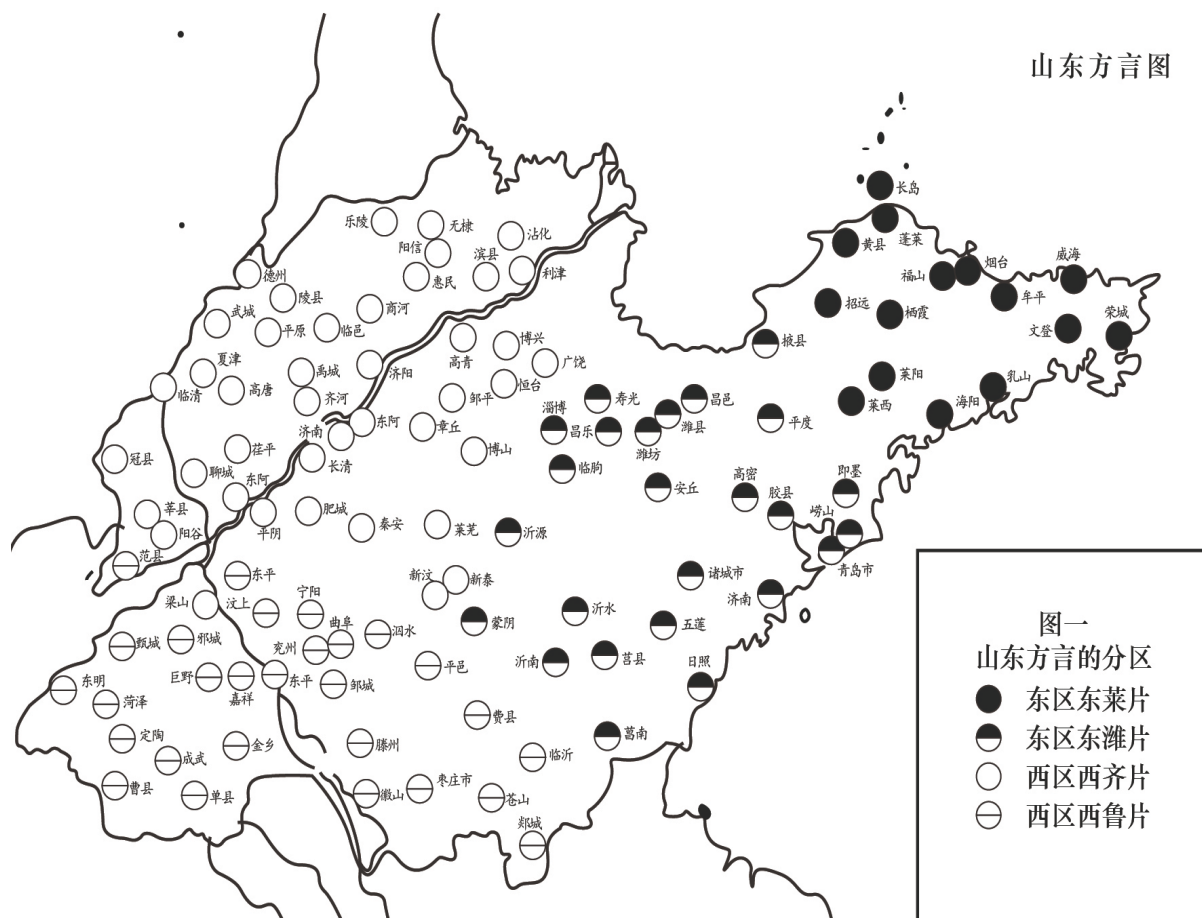 山东方言图
长岛
蓬莱
黄县
烟台
福山
威海
牟平
荣城
文登
招远
栖霞
掖县
莱阳
莱西
海阳
乳山
乐陵
无棣
阳信
沾化
滨县
惠民
利津
德州
陵县
商河
武城
平原
临邑
高青
博兴
广饶
夏津
禹城
济阳
恒台
临清
高唐
齐河
邹平
寿光
昌邑
淄博
昌乐
潍县
潍坊
平度
济南
东阿
章丘
冠县
茌平
长清
博山
临朐
聊城
东阿
安丘
高密
即墨
胶县
崂山
莘县
阳谷
平阴
肥城
秦安
莱芜
沂源
青岛市
范县
东平
新汶
新泰
诸城市
济南
梁山
汶上
宁阳
曲阜
泗水
蒙阴
沂水
五莲
甄城
邪城
兖州
平邑
沂南
莒县
日照
东明
菏泽
巨野
嘉祥
东平
邹城
费县
定陶
金乡
滕州
临沂
莒南
成武
曹县
单县
徽山
枣庄市
苍山
郯城
图一
山东方言的分区
东区东莱片
东区东潍片
西区西齐片
西区西鲁片